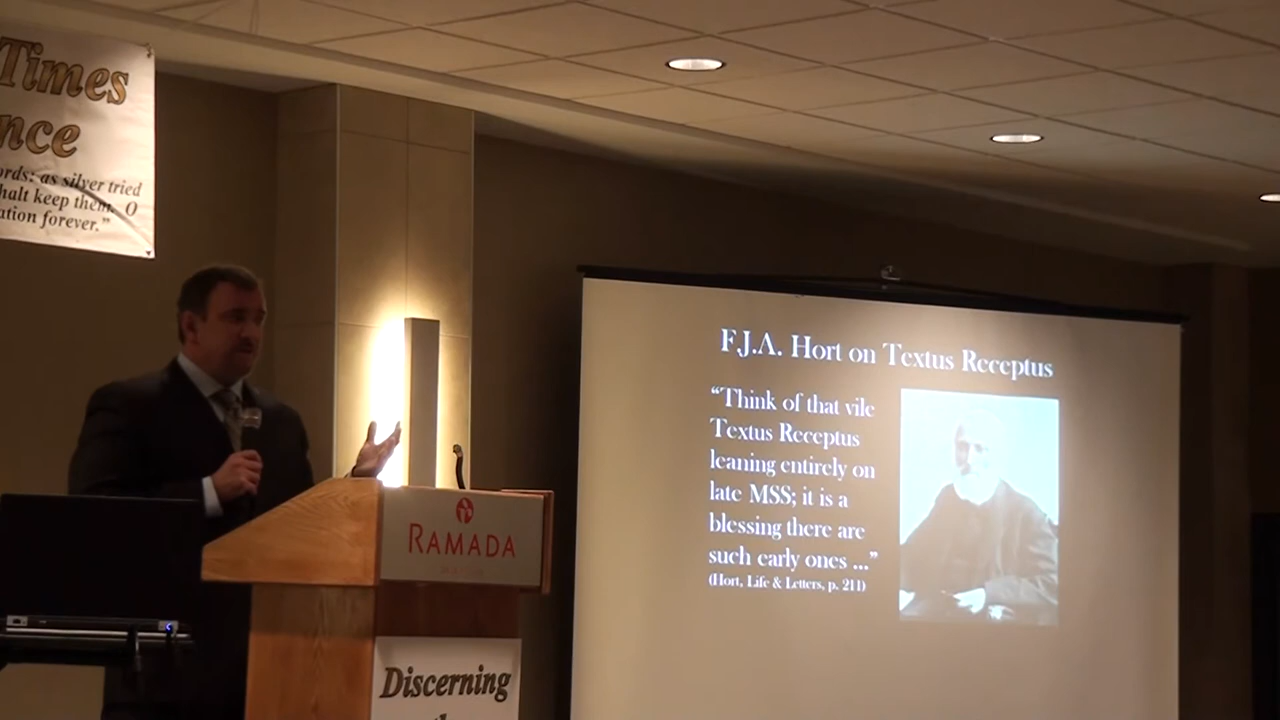 Times
nce
ords: as silver tried
halt keep them, O
ation forever.”
F.J.A. Hort on Textus Receptus
“Think of that vile
Textus Receptus
leaning entirely on
late MSS; it is a
blessing there are
such early ones ...”
(Hort, Life & Letters, p. 211)
RAMADA
Discerning